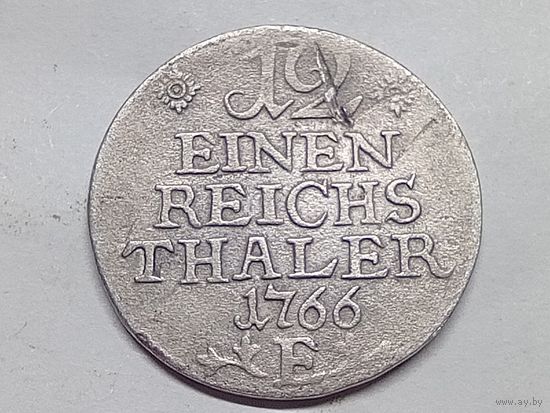 12
EINEN
REICHS
THALER
1766
F
www.ay.by